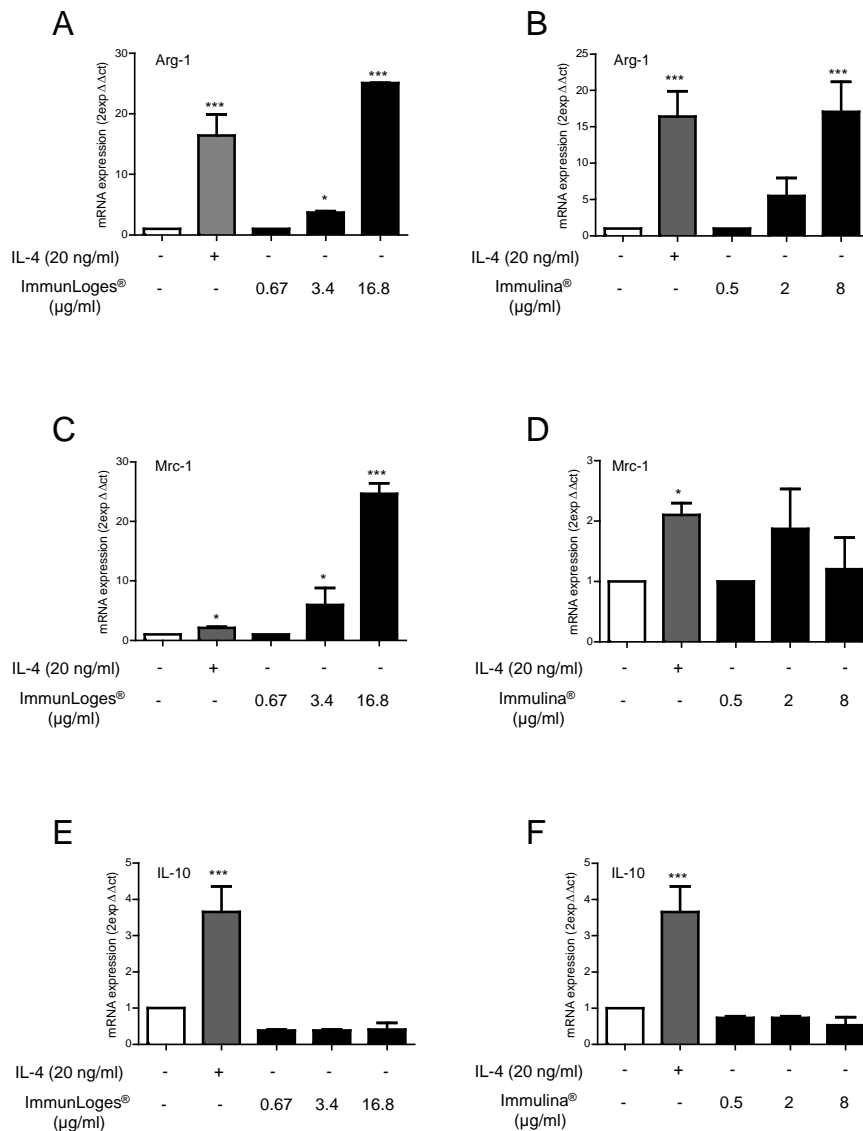 A
Arg-1
***
***
*
mRNA expression (2exp ΔΔct)
30
20
10
0
IL-4 (20 ng/ml) - + - - -
ImmunLoges® - - 0.67 3.4 16.8
(µg/ml)
B
Arg-1
***
***
mRNA expression (2exp ΔΔct)
25
20
15
10
5
0
IL-4 (20 ng/ml) - + - - -
Immulina® - - 0.5 2 8
(µg/ml)
C
Mrc-1
***
*
*
mRNA expression (2exp ΔΔct)
30
20
10
0
IL-4 (20 ng/ml) - + - - -
ImmunLoges® - - 0.67 3.4 16.8
(µg/ml)
D
Mrc-1
*
mRNA expression (2exp ΔΔct)
3
2
1
0
IL-4 (20 ng/ml) - + - - -
Immulina® - - 0.5 2 8
(µg/ml)
E
IL-10
***
mRNA expression (2exp ΔΔct)
5
4
3
2
1
0
IL-4 (20 ng/ml) - + - - -
ImmunLoges® - - 0.67 3.4 16.8
(µg/ml)
F
IL-10
***
mRNA expression (2exp ΔΔct)
5
4
3
2
1
0
IL-4 (20 ng/ml) - + - - -
Immulina® - - 0.5 2 8
(µg/ml)